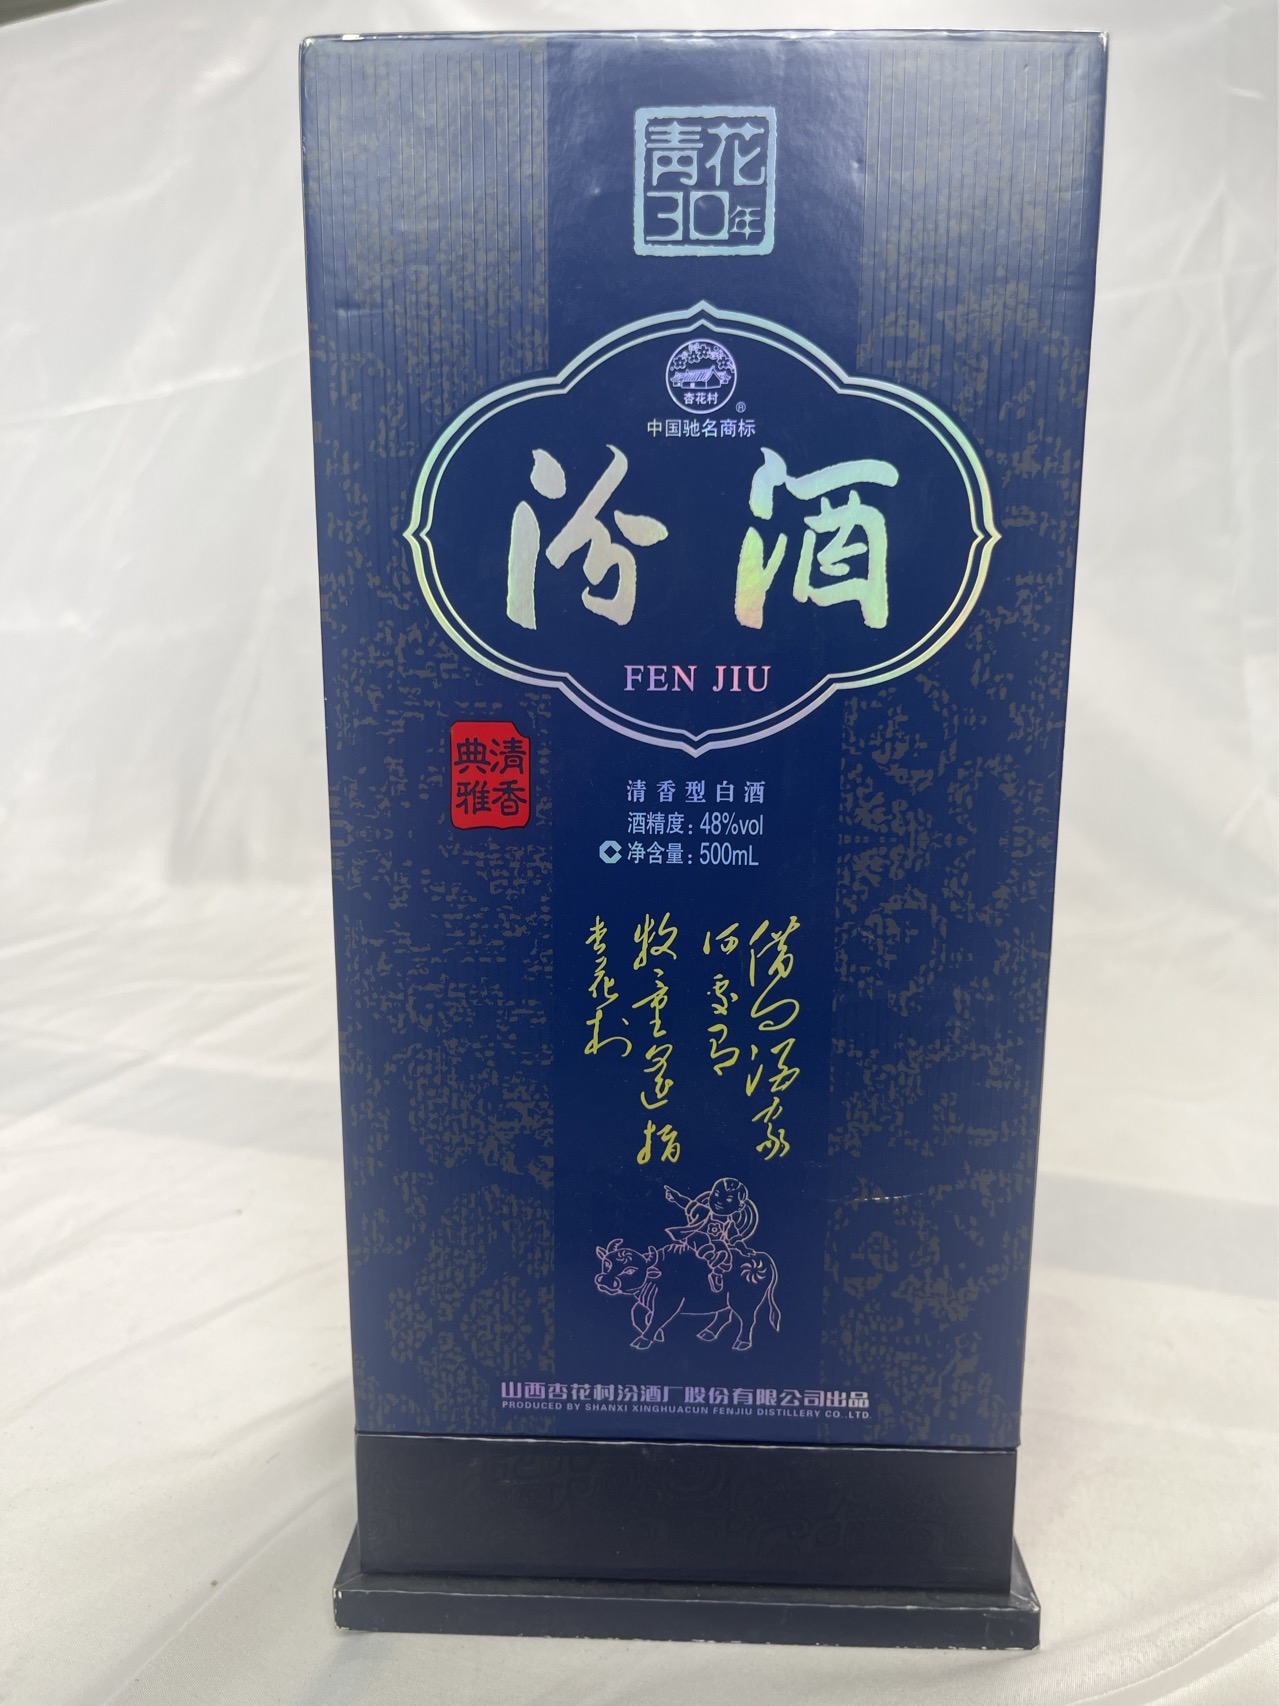 青花
30年
杏花村
®
中国驰名商标
汾酒
FEN JIU
清香
典雅
清香型白酒
酒精度：48%vol
净含量：500mL
借问酒家
何处有
牧童遥指
杏花村
山西杏花村汾酒厂股份有限公司出品
PRODUCED BY SHANXI XINGHUACUN FENJIU DISTILLERY CO.,LTD.